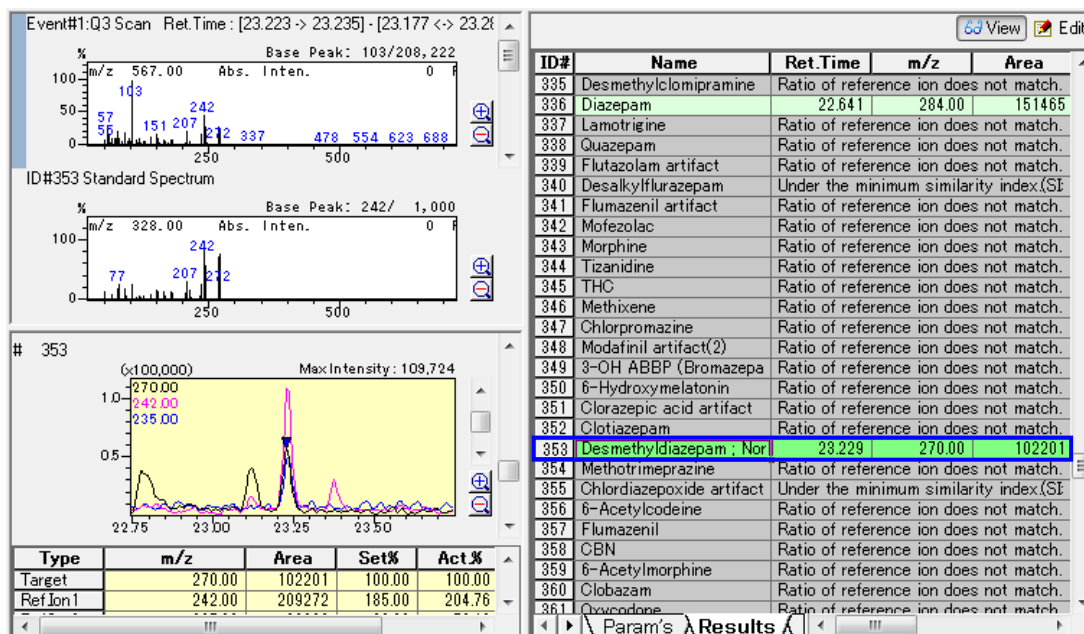 Event#1:Q3 Scan Ret.Time : [23.223 -> 23.235] - [23.177 <-> 23.28
% Base Peak: 103/208,222
m/z 567.00 Abs. Inten. 0
100
50
0
103
57
55
151
207
242
272
337
478
554
623
688
250
500
ID#353 Standard Spectrum
% Base Peak: 242/ 1,000
m/z 328.00 Abs. Inten. 0
100
0
242
77
207
272
250
500
# 353
(x100,000) Max Intensity : 109,724
270.00
242.00
235.00
1.0
0.5
22.75 23.00 23.25 23.50
Type m/z Area Set% Act.%
Target 270.00 102201 100.00 100.00
Ref.Ion1 242.00 209272 185.00 204.76
View Edit
ID# Name Ret.Time m/z Area
335 Desmethylclomipramine Ratio of reference ion does not match.
336 Diazepam 22.641 284.00 151465
337 Lamotrigine Ratio of reference ion does not match.
338 Quazepam Ratio of reference ion does not match.
339 Flutazolam artifact Ratio of reference ion does not match.
340 Desalkylflurazepam Under the minimum similarity index.(SI:
341 Flumazenil artifact Ratio of reference ion does not match.
342 Mofezolac Ratio of reference ion does not match.
343 Morphine Ratio of reference ion does not match.
344 Tizanidine Ratio of reference ion does not match.
345 THC Ratio of reference ion does not match.
346 Methixene Ratio of reference ion does not match.
347 Chlorpromazine Ratio of reference ion does not match.
348 Modafinil artifact(2) Ratio of reference ion does not match.
349 3-OH ABBP (Bromazepa Ratio of reference ion does not match.
350 6-Hydroxymelatonin Ratio of reference ion does not match.
351 Clorazepic acid artifact Ratio of reference ion does not match.
352 Clotiazepam Ratio of reference ion does not match.
353 Desmethyldiazepam ; Nor 23.229 270.00 102201
354 Methotrimeprazine Ratio of reference ion does not match.
355 Chlordiazepoxide artifact Under the minimum similarity index.(SI:
356 6-Acetylcodeine Ratio of reference ion does not match.
357 Flumazenil Ratio of reference ion does not match.
358 CBN Ratio of reference ion does not match.
359 6-Acetylmorphine Ratio of reference ion does not match.
360 Clobazam Ratio of reference ion does not match.
361 Oxycodone Ratio of reference ion does not match.
Param's Results